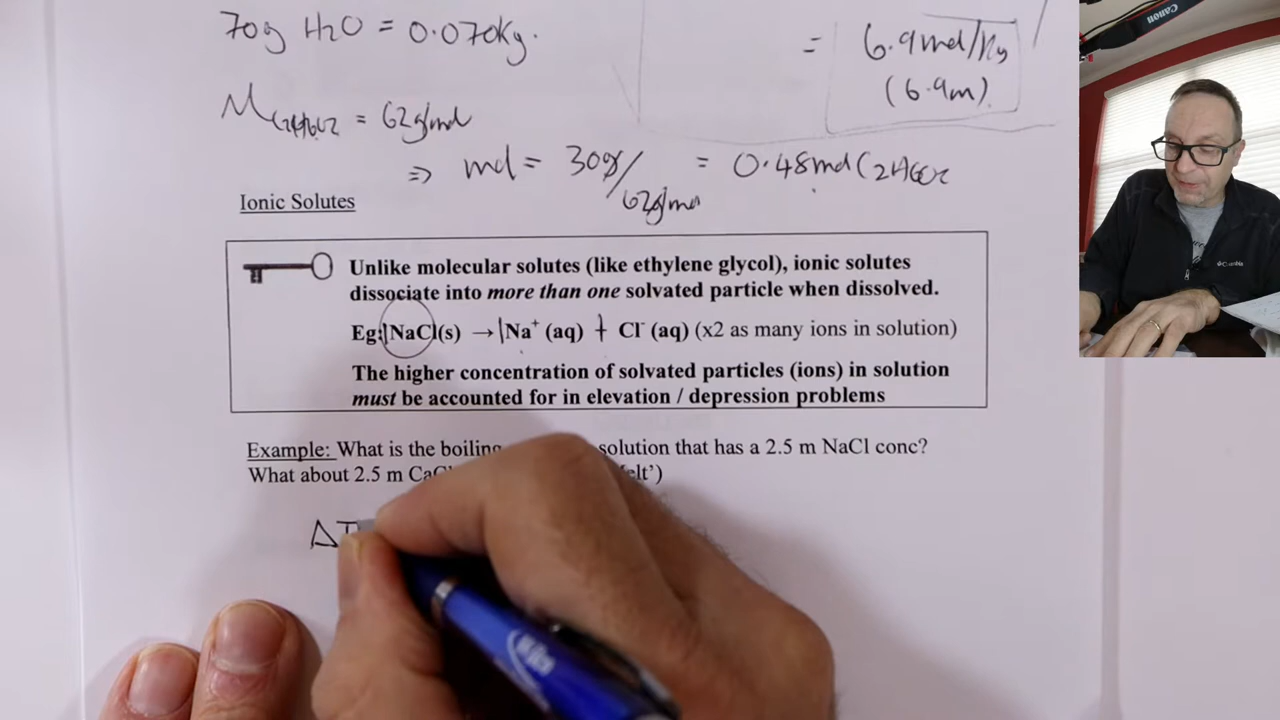 70g H2O = 0.070Kg.
= 6.9mol/Kg
(6.9m)
MC2H6O2 = 62g/mol
⇒ mol = 30g/62g/mol = 0.48mol C2H6O2
Ionic Solutes
Unlike molecular solutes (like ethylene glycol), ionic solutes
dissociate into more than one solvated particle when dissolved.
Eg: NaCl(s) → Na⁺ (aq) + Cl⁻ (aq) (x2 as many ions in solution)
The higher concentration of solvated particles (ions) in solution
must be accounted for in elevation / depression problems
Example: What is the boiling solution that has a 2.5 m NaCl conc?
What about 2.5 m
ΔT
Canon
Columbia